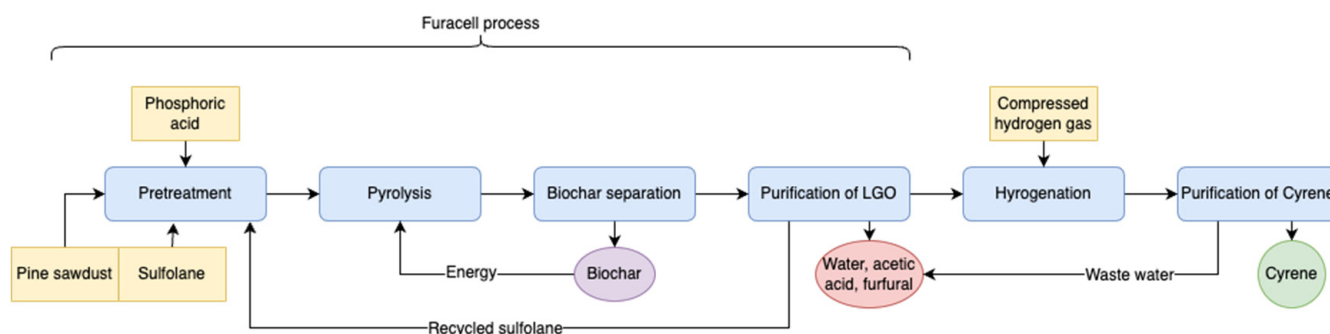 Furacell process
Phosphoric
acid
Compressed
hydrogen gas
Pretreatment
Pyrolysis
Biochar separation
Purification of LGO
Hyrogenation
Purification of Cyrene
Pine sawdust
Sulfolane
Energy
Biochar
Water, acetic
acid, furfural
Waste water
Cyrene
Recycled sulfolane